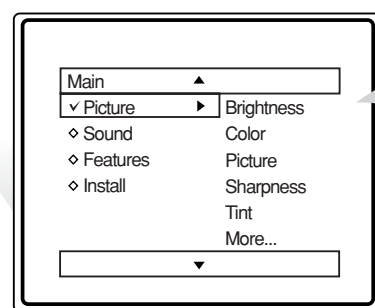 Main
Picture Brightness
Sound Color
Features Picture
Install Sharpness
Tint
More...